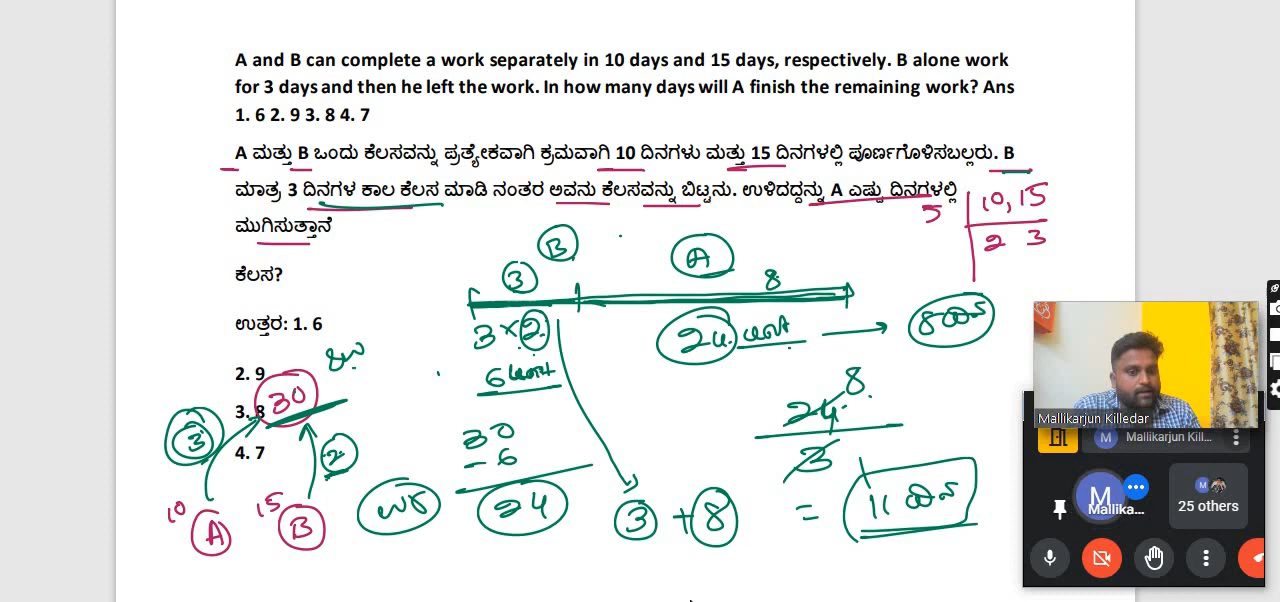 A and B can complete a work separately in 10 days and 15 days, respectively. B alone work
for 3 days and then he left the work. In how many days will A finish the remaining work? Ans
1. 6 2. 9 3. 8 4. 7
A ಮತ್ತು B ಒಂದು ಕೆಲಸವನ್ನು ಪ್ರತ್ಯೇಕವಾಗಿ ಕ್ರಮವಾಗಿ 10 ದಿನಗಳು ಮತ್ತು 15 ದಿನಗಳಲ್ಲಿ ಪೂರ್ಣಗೊಳಿಸಬಲ್ಲರು. B
ಮಾತ್ರ 3 ದಿನಗಳ ಕಾಲ ಕೆಲಸ ಮಾಡಿ ನಂತರ ಅವನು ಕೆಲಸವನ್ನು ಬಿಟ್ಟನು. ಉಳಿದದ್ದನ್ನು A ಎಷ್ಟು ದಿನಗಳಲ್ಲಿ
ಮುಗಿಸುತ್ತಾನೆ
5 10, 15
2 3
B A
3 8
ಕೆಲಸ?
3 × 2
24
6
ಉತ್ತರ: 1. 6
2. 9
3. 8
30
4. 7
3
2
10 A
15 B
30
- 6
24
24 8
3
3 + 8
= 11
Mallikarjun Killedar
M Mallikarjun Kill...
M Mallika...
M
25 others